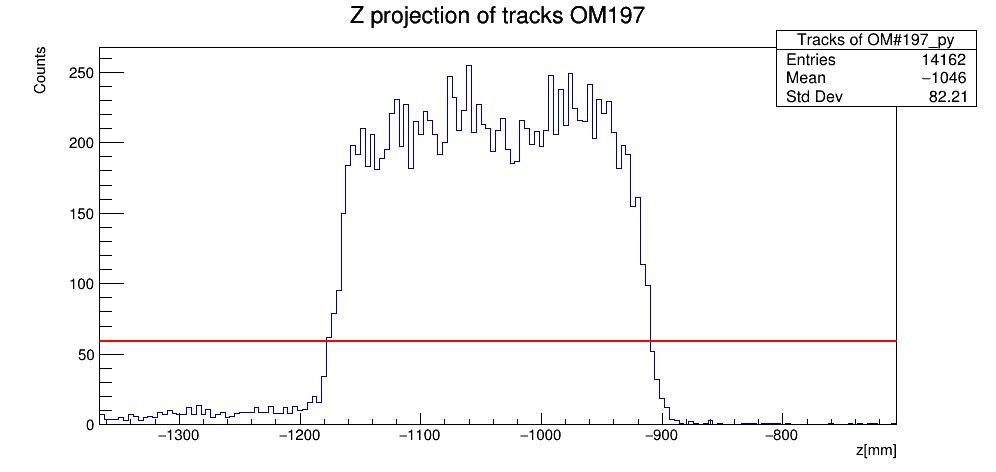 Z projection of tracks OM197
Tracks of OM#197_py
Entries 14162
Mean −1046
Std Dev 82.21
Counts
250
200
150
100
50
0
−1300 −1200 −1100 −1000 −900 −800
z[mm]